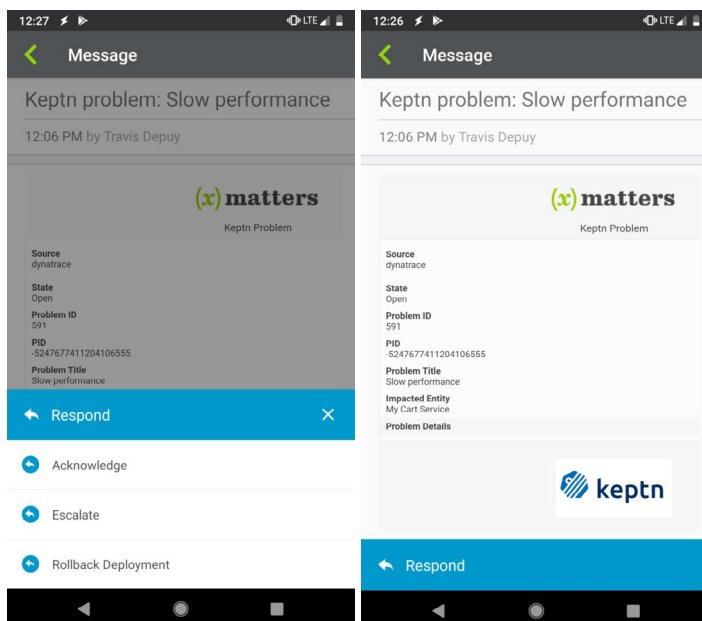 12:27 LTE
Message
Keptn problem: Slow performance
12:06 PM by Travis Depuy
(x) matters
Keptn Problem
Source
dynatrace
State
Open
Problem ID
591
PID
-5247677411204106555
Problem Title
Slow performance
Respond
Acknowledge
Escalate
Rollback Deployment
12:26 LTE
Message
Keptn problem: Slow performance
12:06 PM by Travis Depuy
(x) matters
Keptn Problem
Source
dynatrace
State
Open
Problem ID
591
PID
-5247677411204106555
Problem Title
Slow performance
Impacted Entity
My Cart Service
Problem Details
keptn
Respond